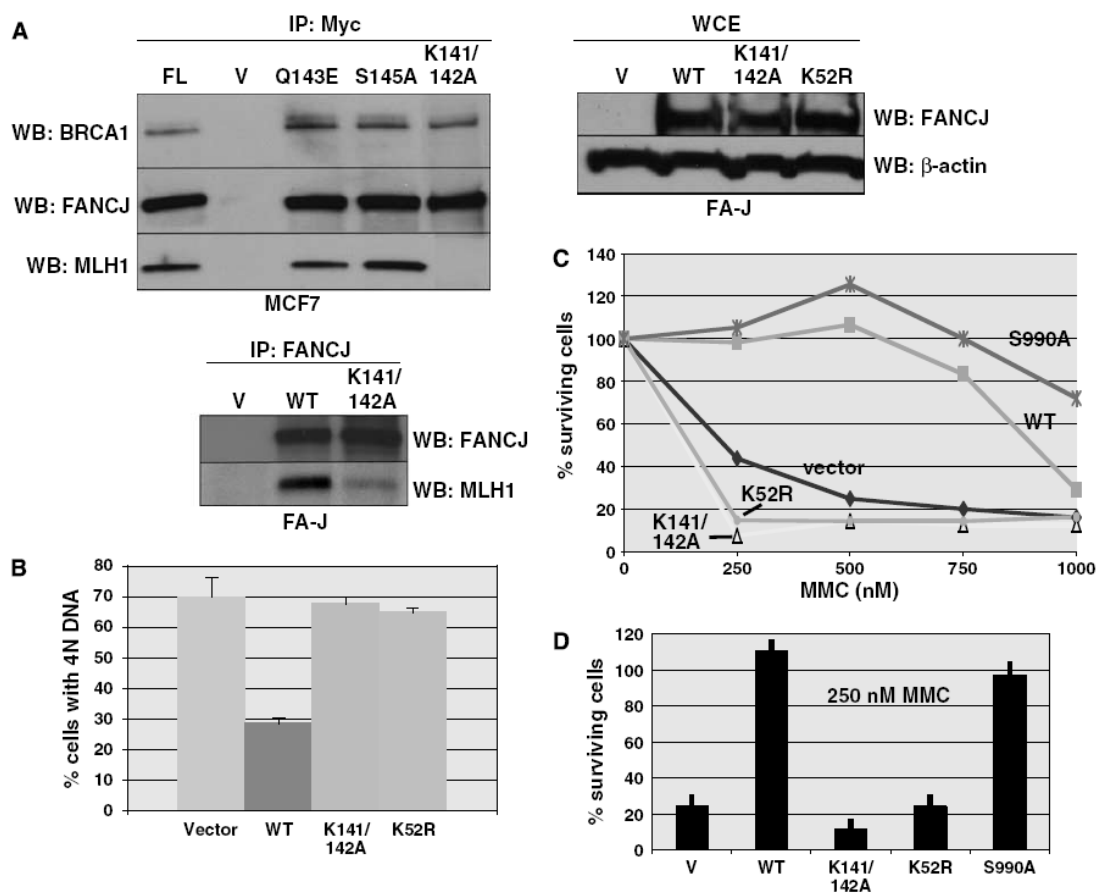 A
IP: Myc
FL V Q143E S145A K141/
142A
WB: BRCA1
WB: FANCJ
WB: MLH1
MCF7
WCE
V WT K141/
142A K52R
WB: FANCJ
WB: β-actin
FA-J
IP: FANCJ
V WT K141/
142A
WB: FANCJ
WB: MLH1
FA-J
B
% cells with 4N DNA
80
70
60
50
40
30
20
10
0
Vector WT K141/
142A K52R
C
% surviving cells
140
120
100
80
60
40
20
0
S990A
WT
vector
K52R
K141/
142A
0 250 500 750 1000
MMC (nM)
D
% surviving cells
120
100
80
60
40
20
0
250 nM MMC
V WT K141/
142A K52R S990A